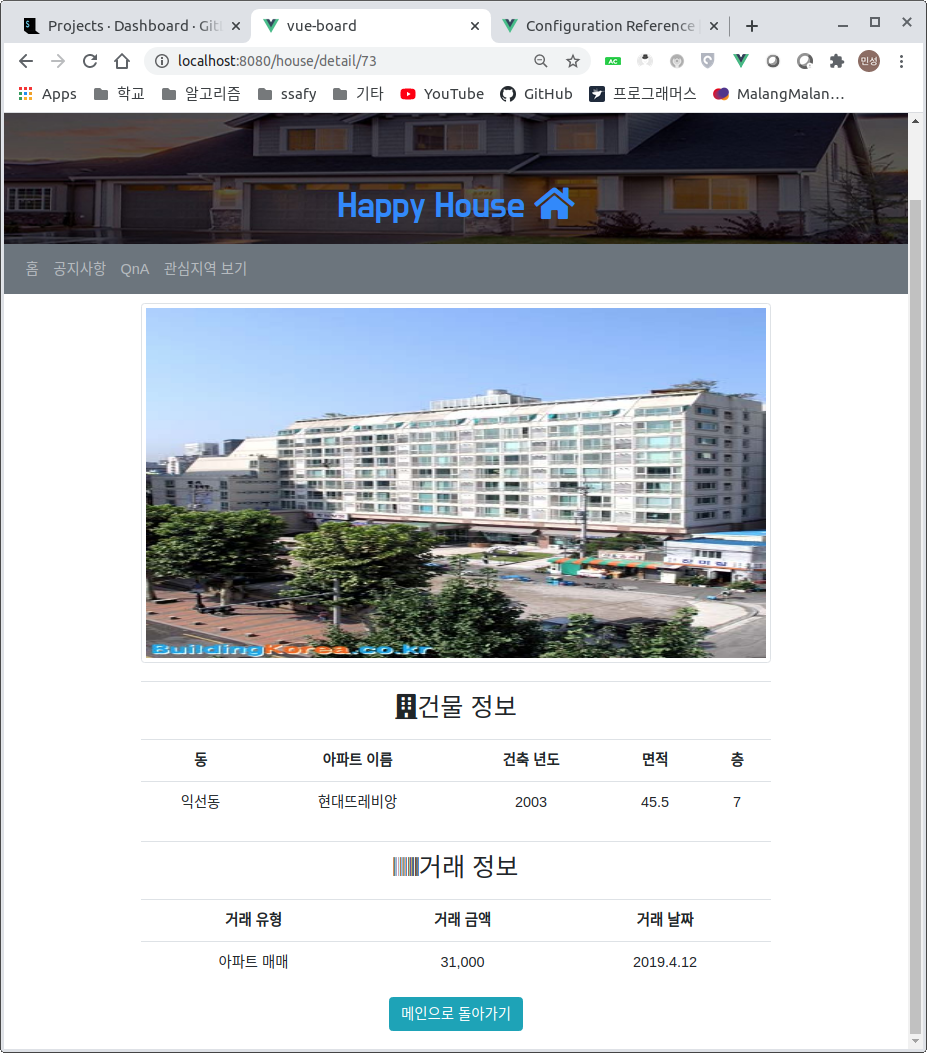 Projects · Dashboard · Git
vue-board
Configuration Reference |
localhost:8080/house/detail/73
AC
민성
Apps
학교
알고리즘
ssafy
기타
YouTube
GitHub
프로그래머스
MalangMalan…
Happy House
홈 공지사항 QnA 관심지역 보기
BuildingKorea.co.kr
건물 정보
동 아파트 이름 건축 년도 면적 층
익선동 현대뜨레비앙 2003 45.5 7
거래 정보
거래 유형 거래 금액 거래 날짜
아파트 매매 31,000 2019.4.12
메인으로 돌아가기